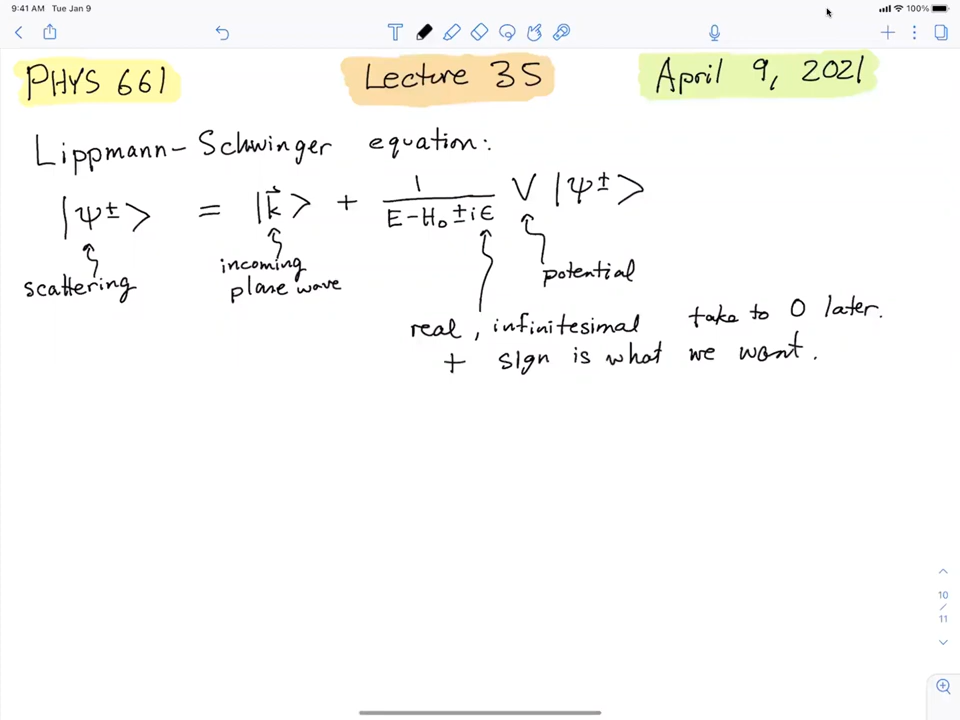 9:41 AM Tue Jan 9
100%
PHYS 661 Lecture 35 April 9, 2021
Lippmann-Schwinger equation:
|ψ±> = |k⃗> + 1/(E-H₀±iϵ) V |ψ±>
scattering
incoming
plane wave
potential
real, infinitesimal take to 0 later.
+ sign is what we want.
10
/
11